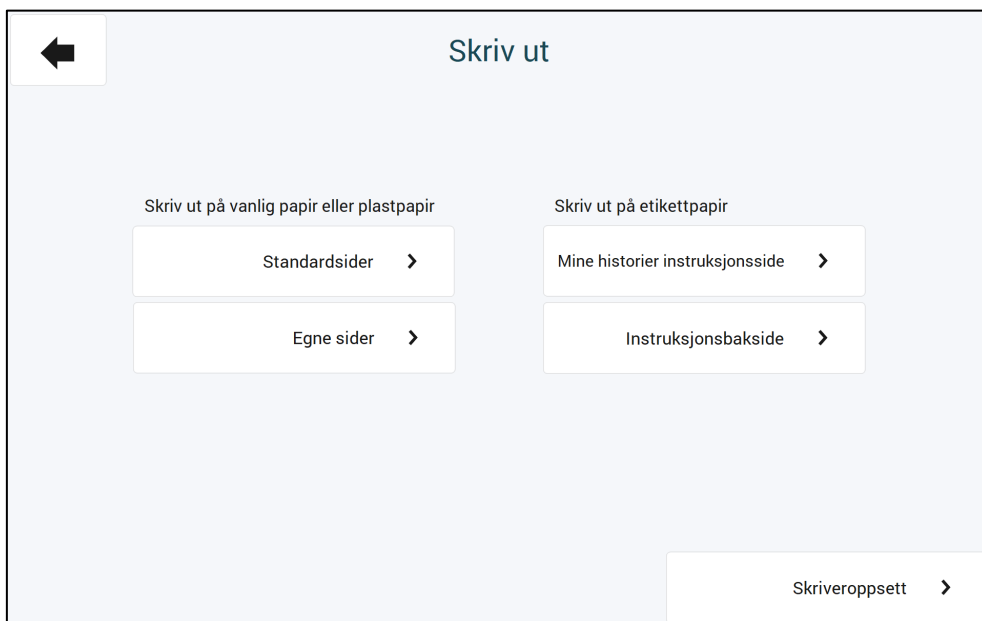 Skriv ut
Skriv ut på vanlig papir eller plastpapir
Standardsider
Egne sider
Skriv ut på etikettpapir
Mine historier instruksjonsside
Instruksjonsbakside
Skriveroppsett